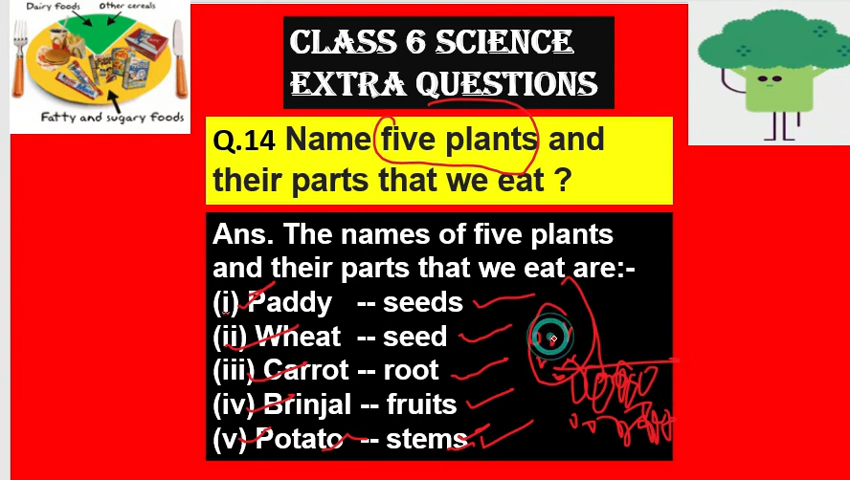 Dairy foods
Other cereals
Fatty and sugary foods
CLASS 6 SCIENCE
EXTRA QUESTIONS
Q.14 Name five plants and
their parts that we eat ?
Ans. The names of five plants
and their parts that we eat are:-
(i) Paddy -- seeds
(ii) Wheat -- seed
(iii) Carrot -- root
(iv) Brinjal -- fruits
(v) Potato -- stems